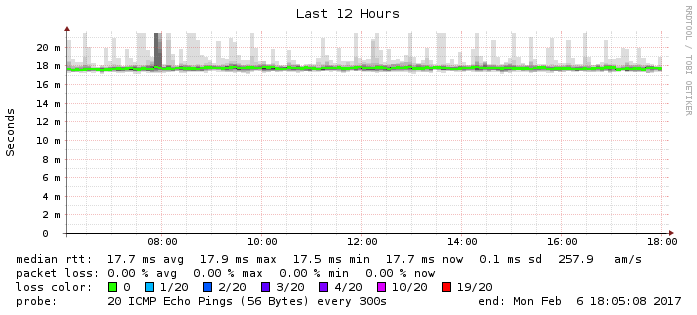 Last 12 Hours
RRDTOOL / TOBI OETIKER
Seconds
20 m
18 m
16 m
14 m
12 m
10 m
8 m
6 m
4 m
2 m
0
08:00 10:00 12:00 14:00 16:00 18:00
median rtt: 17.7 ms avg 17.9 ms max 17.5 ms min 17.7 ms now 0.1 ms sd 257.9 am/s
packet loss: 0.00 % avg 0.00 % max 0.00 % min 0.00 % now
loss color: 0 1/20 2/20 3/20 4/20 10/20 19/20
probe: 20 ICMP Echo Pings (56 Bytes) every 300s end: Mon Feb 6 18:05:08 2017